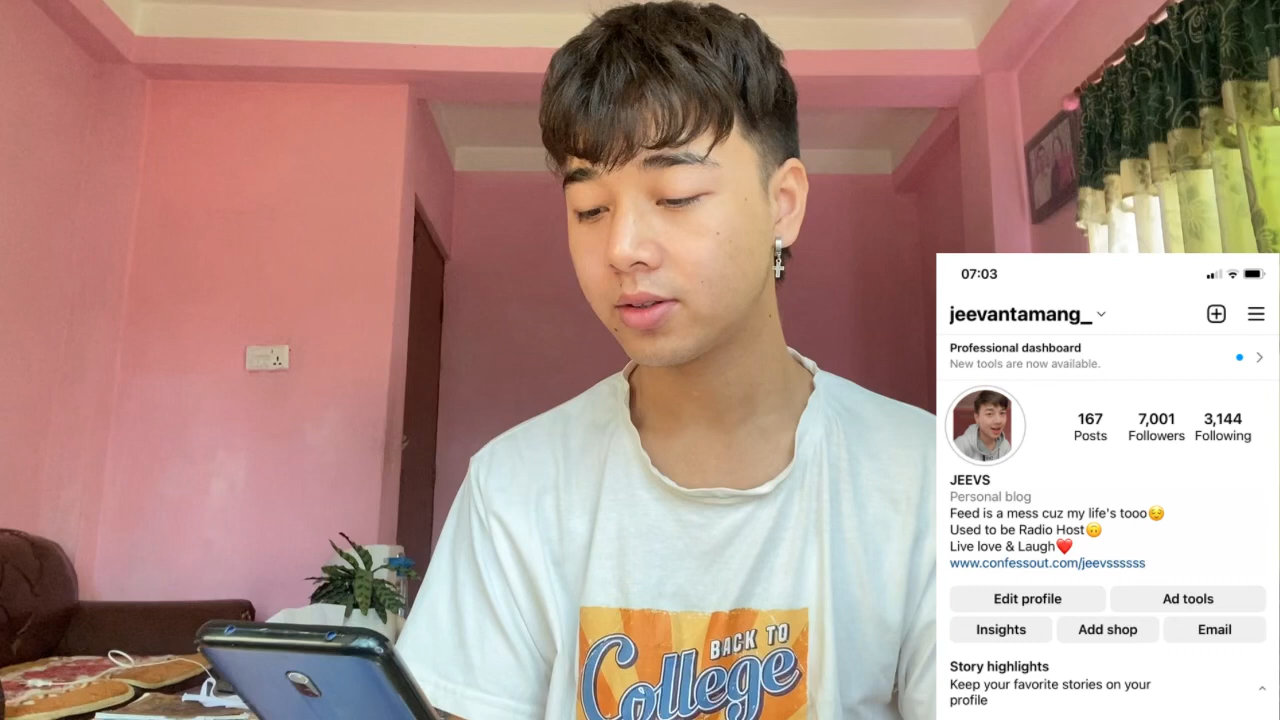 BACK TO
College
07:03
jeevantamang_
Professional dashboard
New tools are now available.
167 7,001 3,144
Posts Followers Following
JEEVS
Personal blog
Feed is a mess cuz my life's tooo😌
Used to be Radio Host🙃
Live love & Laugh❤️
www.confessout.com/jeevssssss
Edit profile Ad tools
Insights Add shop Email
Story highlights
Keep your favorite stories on your
profile